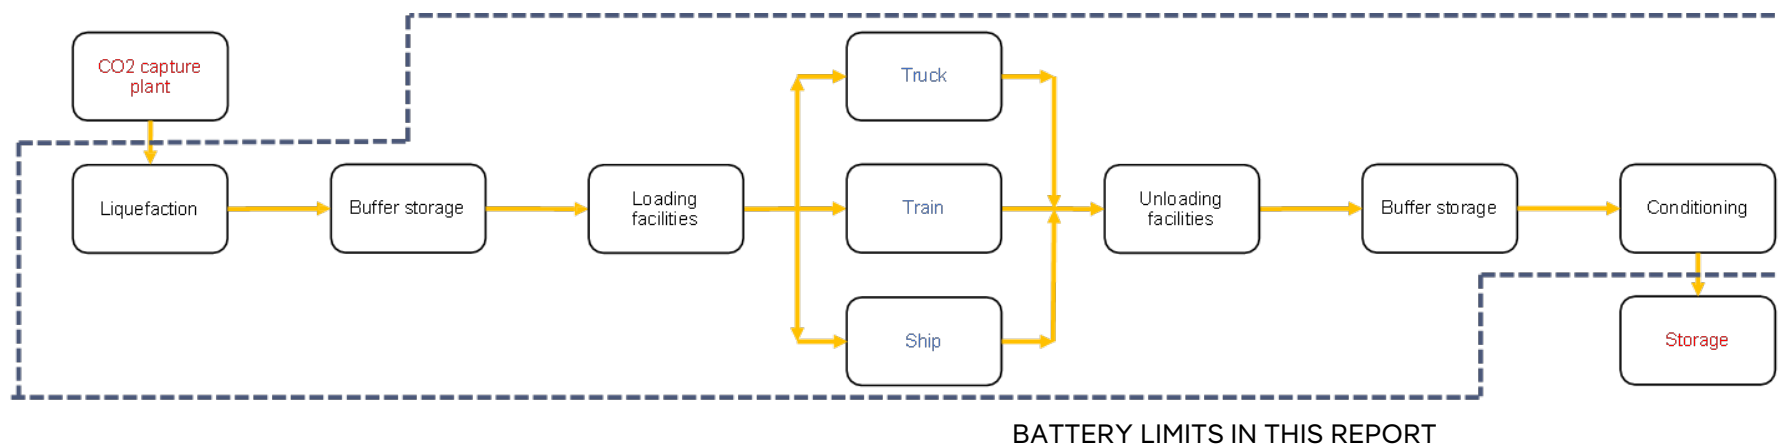 CO2 capture
plant
Liquefaction
Buffer storage
Loading
facilities
Truck
Train
Ship
Unloading
facilities
Buffer storage
Conditioning
Storage
BATTERY LIMITS IN THIS REPORT